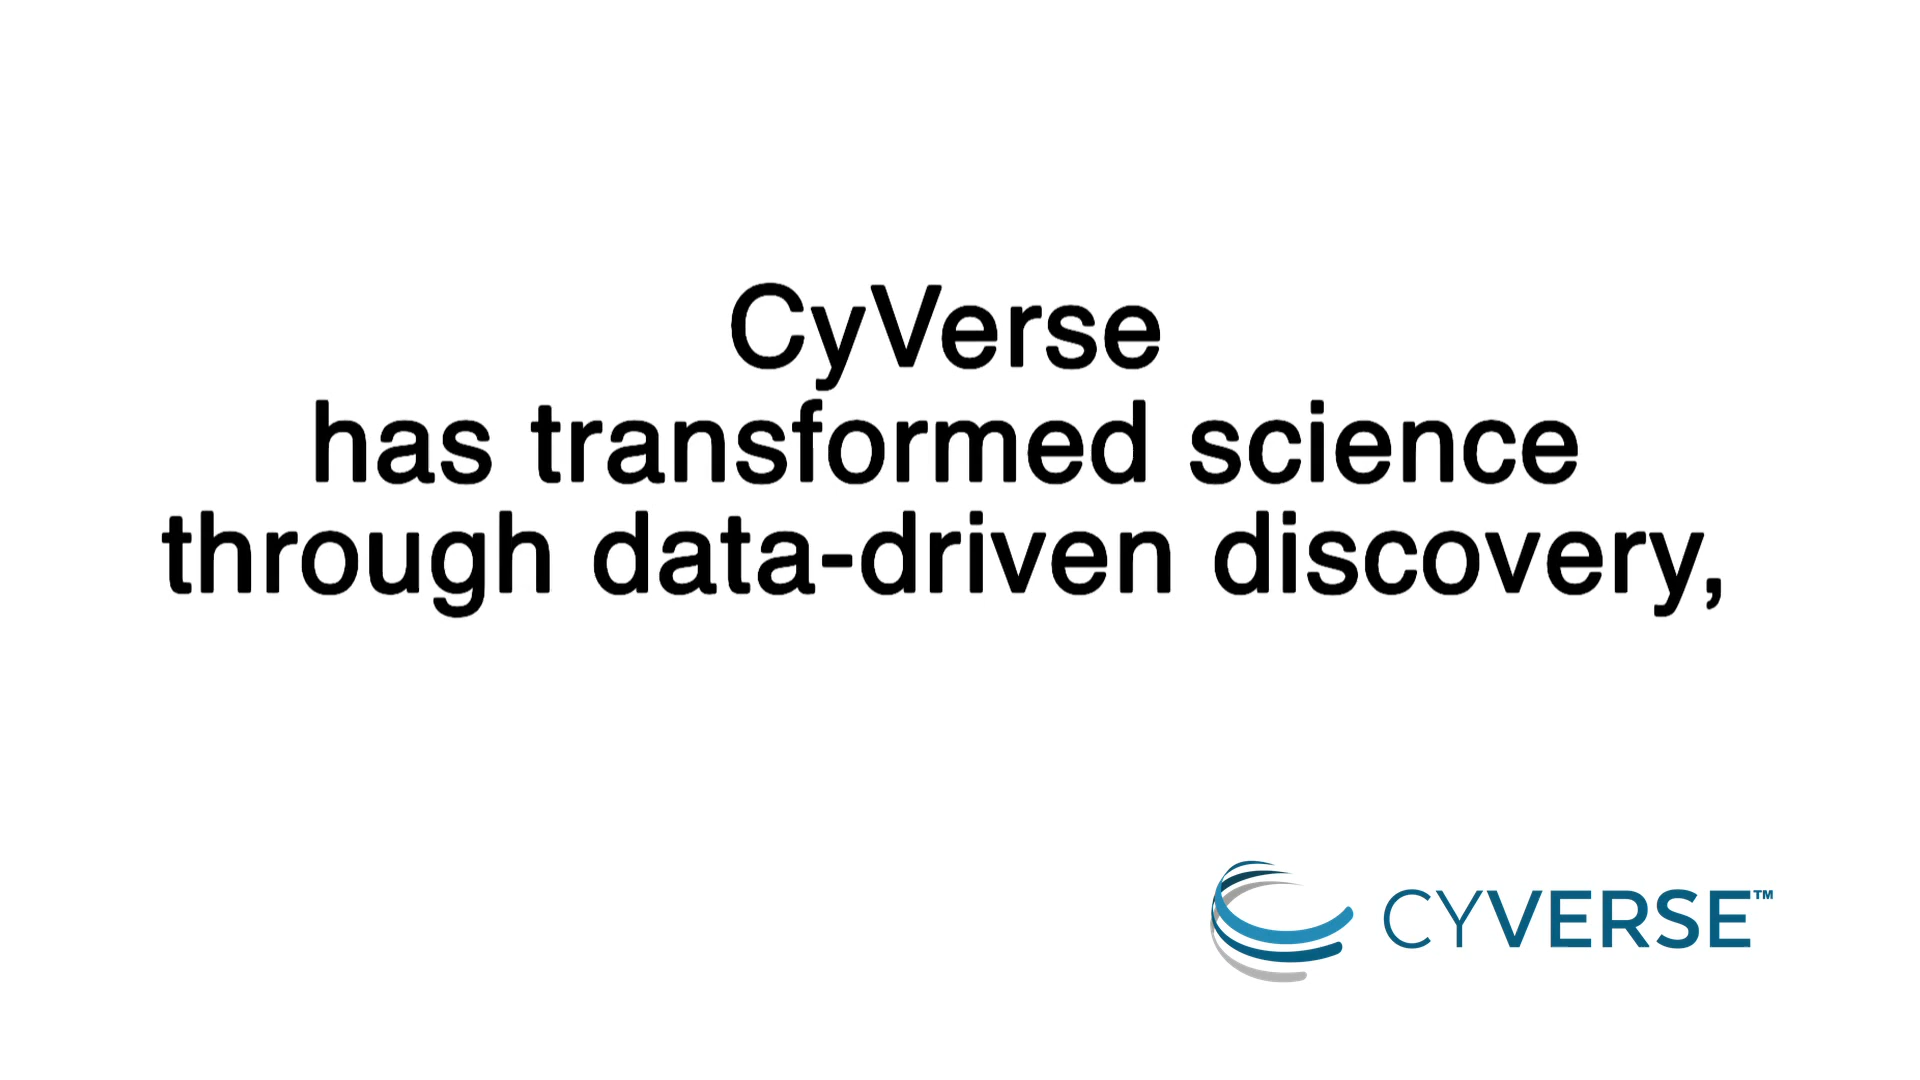 CyVerse
has transformed science
through data-driven discovery,
CYVERSE™